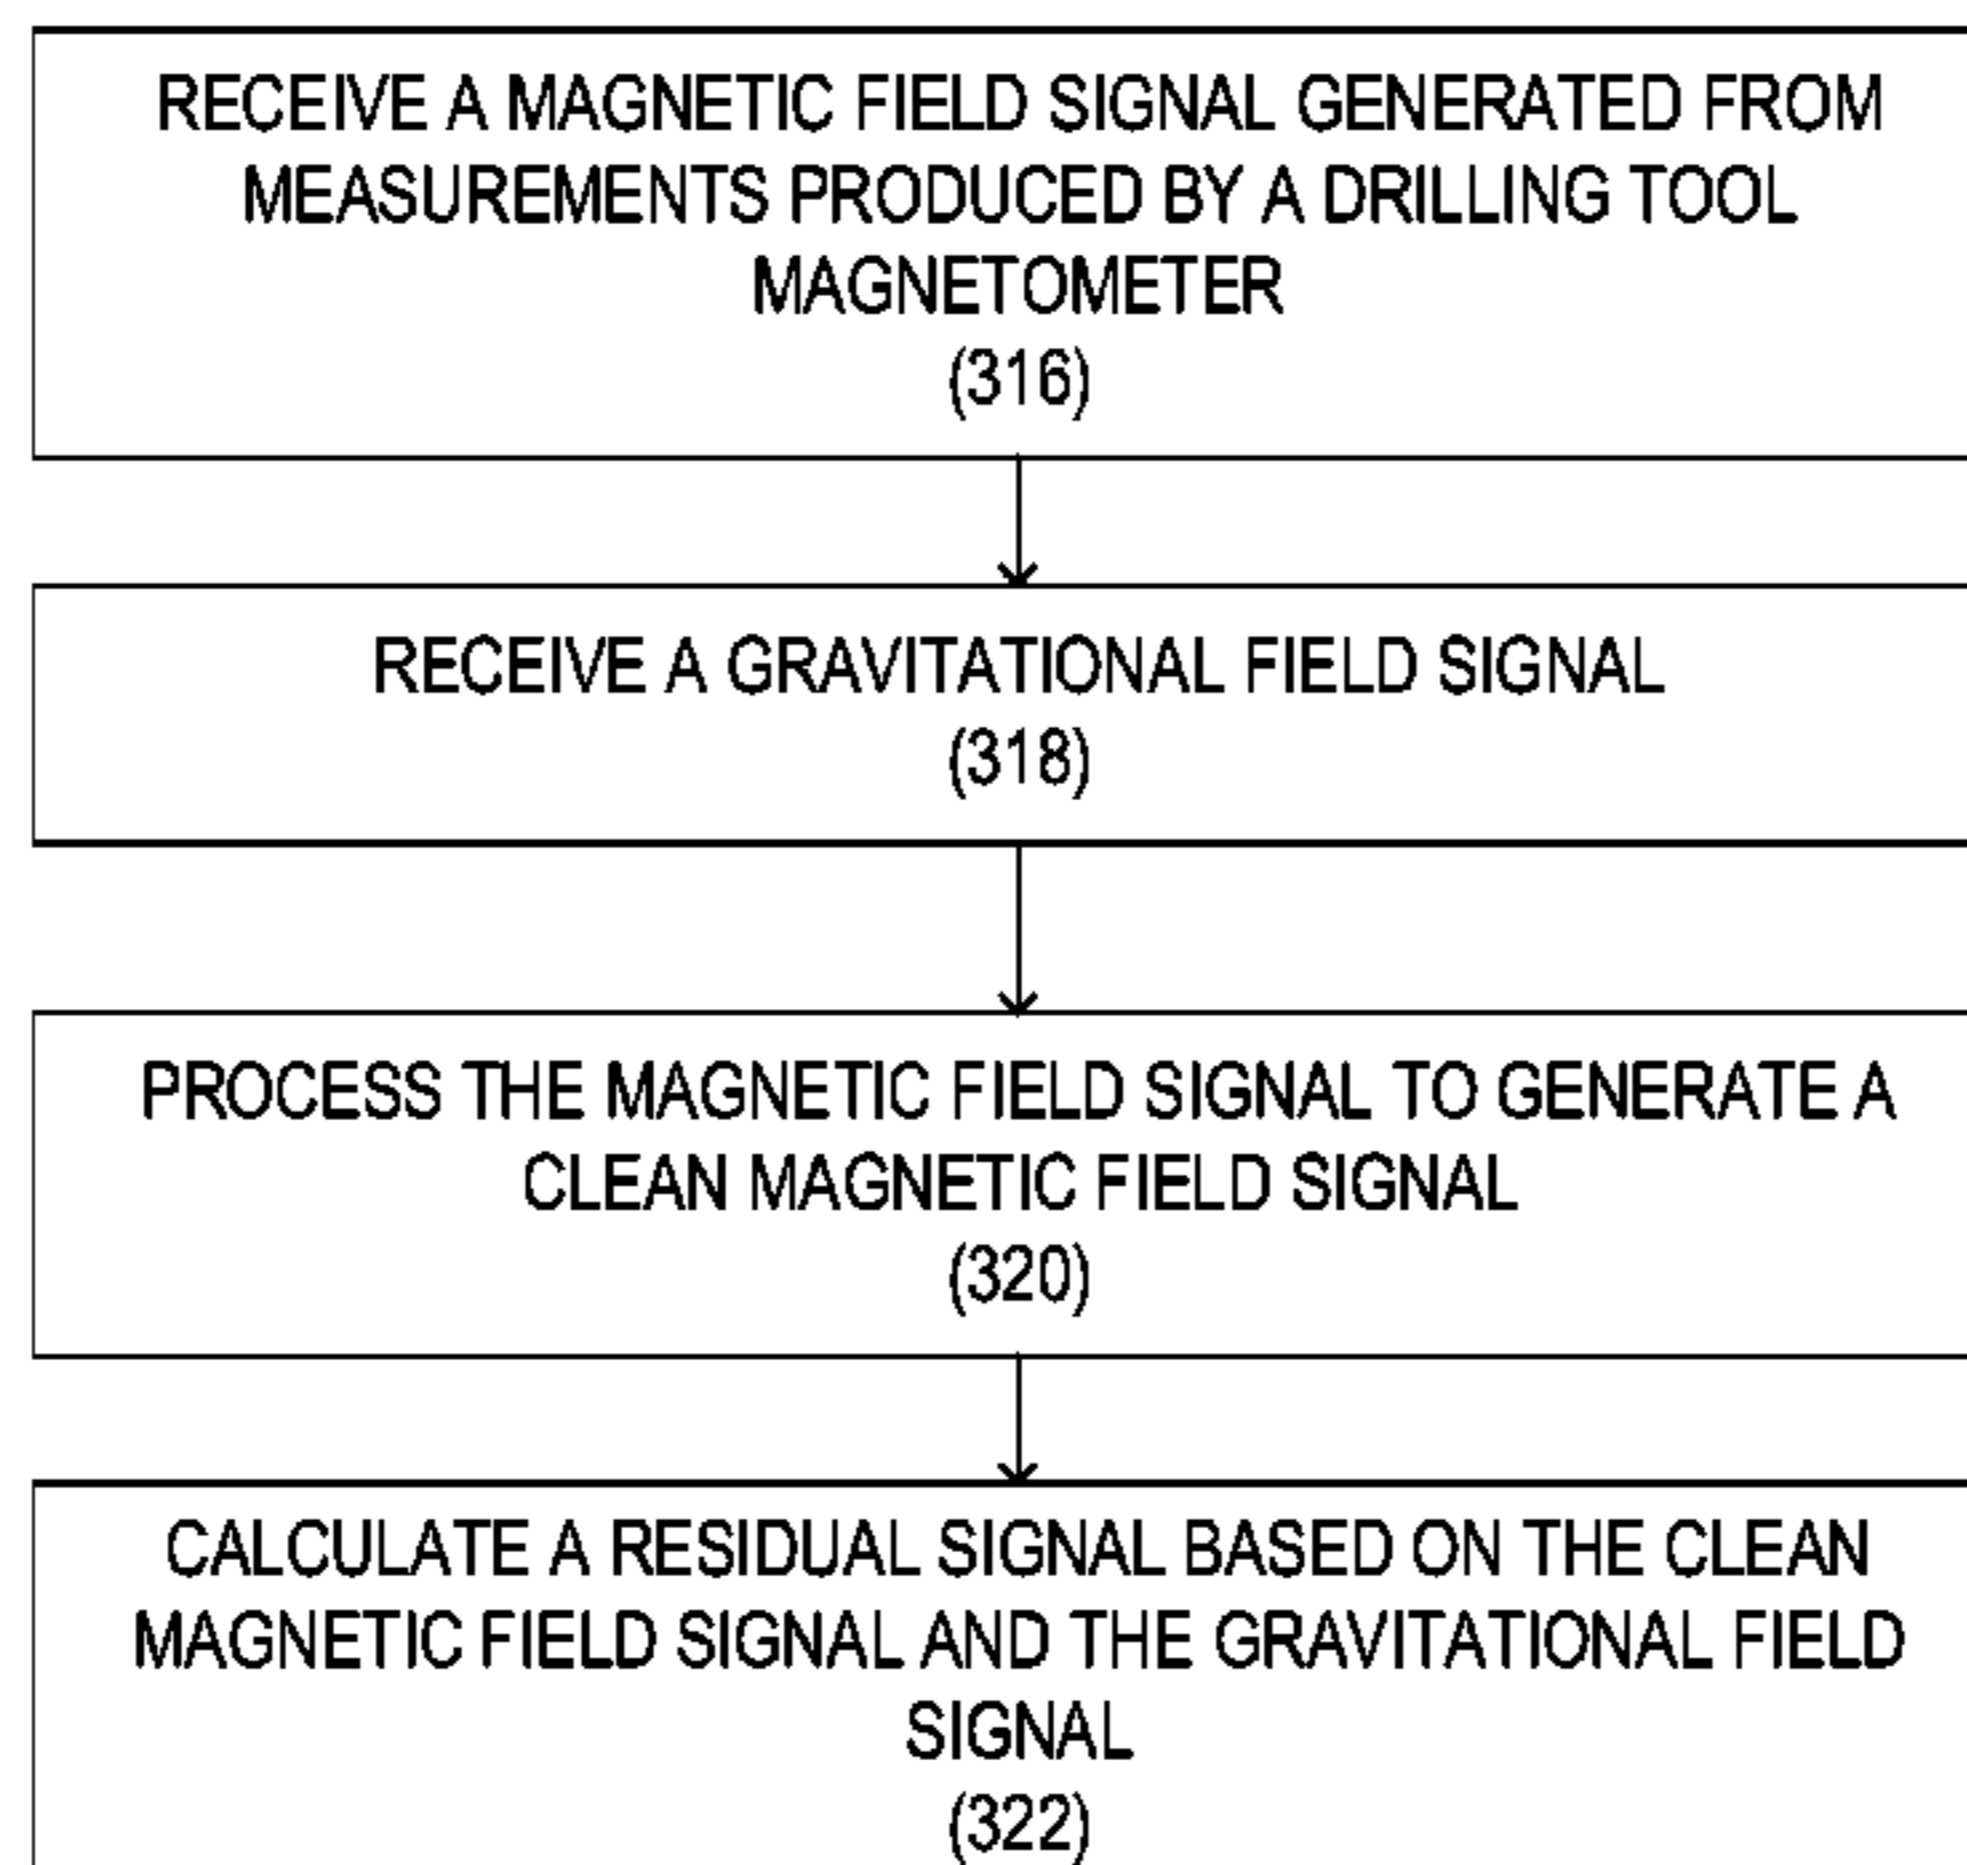 RECEIVE A MAGNETIC FIELD SIGNAL GENERATED FROM
MEASUREMENTS PRODUCED BY A DRILLING TOOL
MAGNETOMETER
(316)
RECEIVE A GRAVITATIONAL FIELD SIGNAL
(318)
PROCESS THE MAGNETIC FIELD SIGNAL TO GENERATE A
CLEAN MAGNETIC FIELD SIGNAL
(320)
CALCULATE A RESIDUAL SIGNAL BASED ON THE CLEAN
MAGNETIC FIELD SIGNAL AND THE GRAVITATIONAL FIELD
SIGNAL
(322)